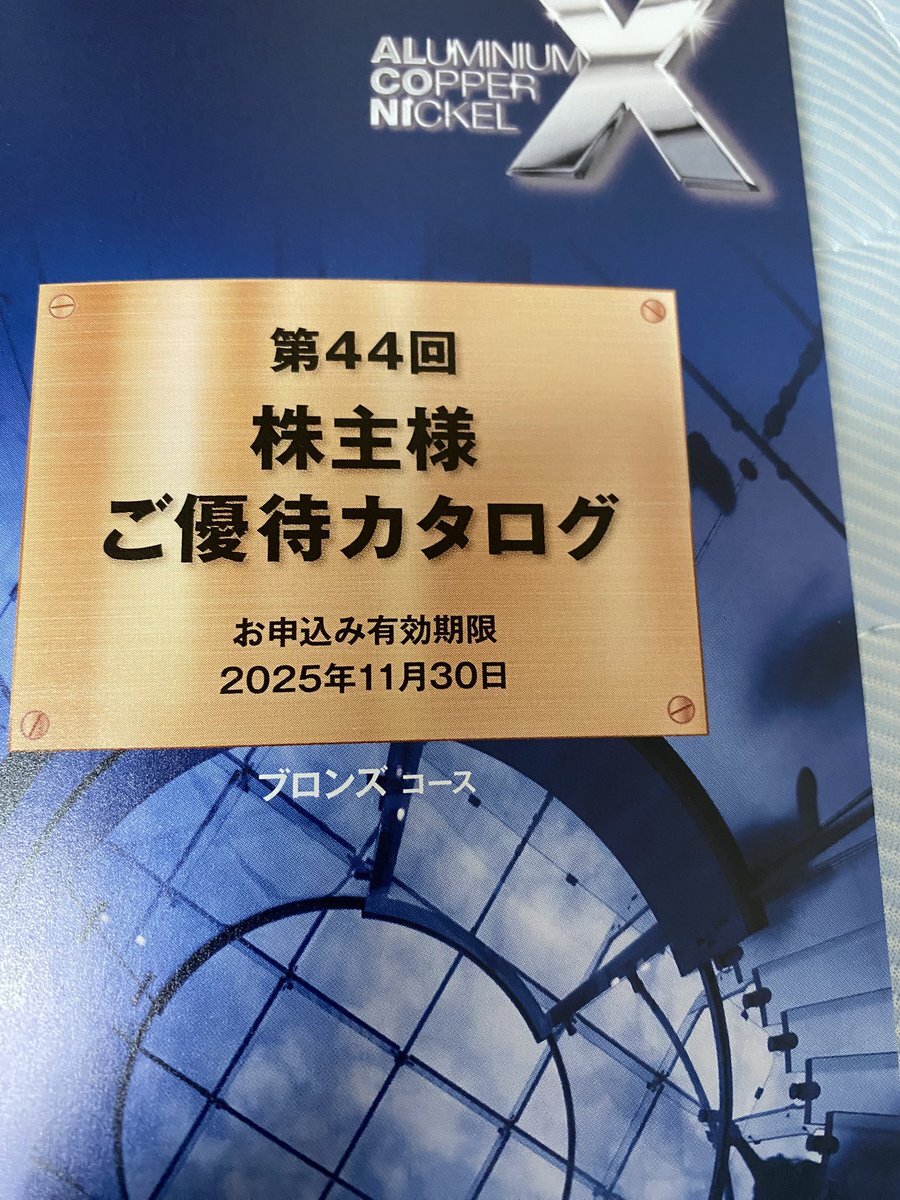 ALUMINIUM
COPPER
NICKEL
X
第44回
株主様
ご優待カタログ
お申込み有効期限
2025年11月30日
ブロンズ コース